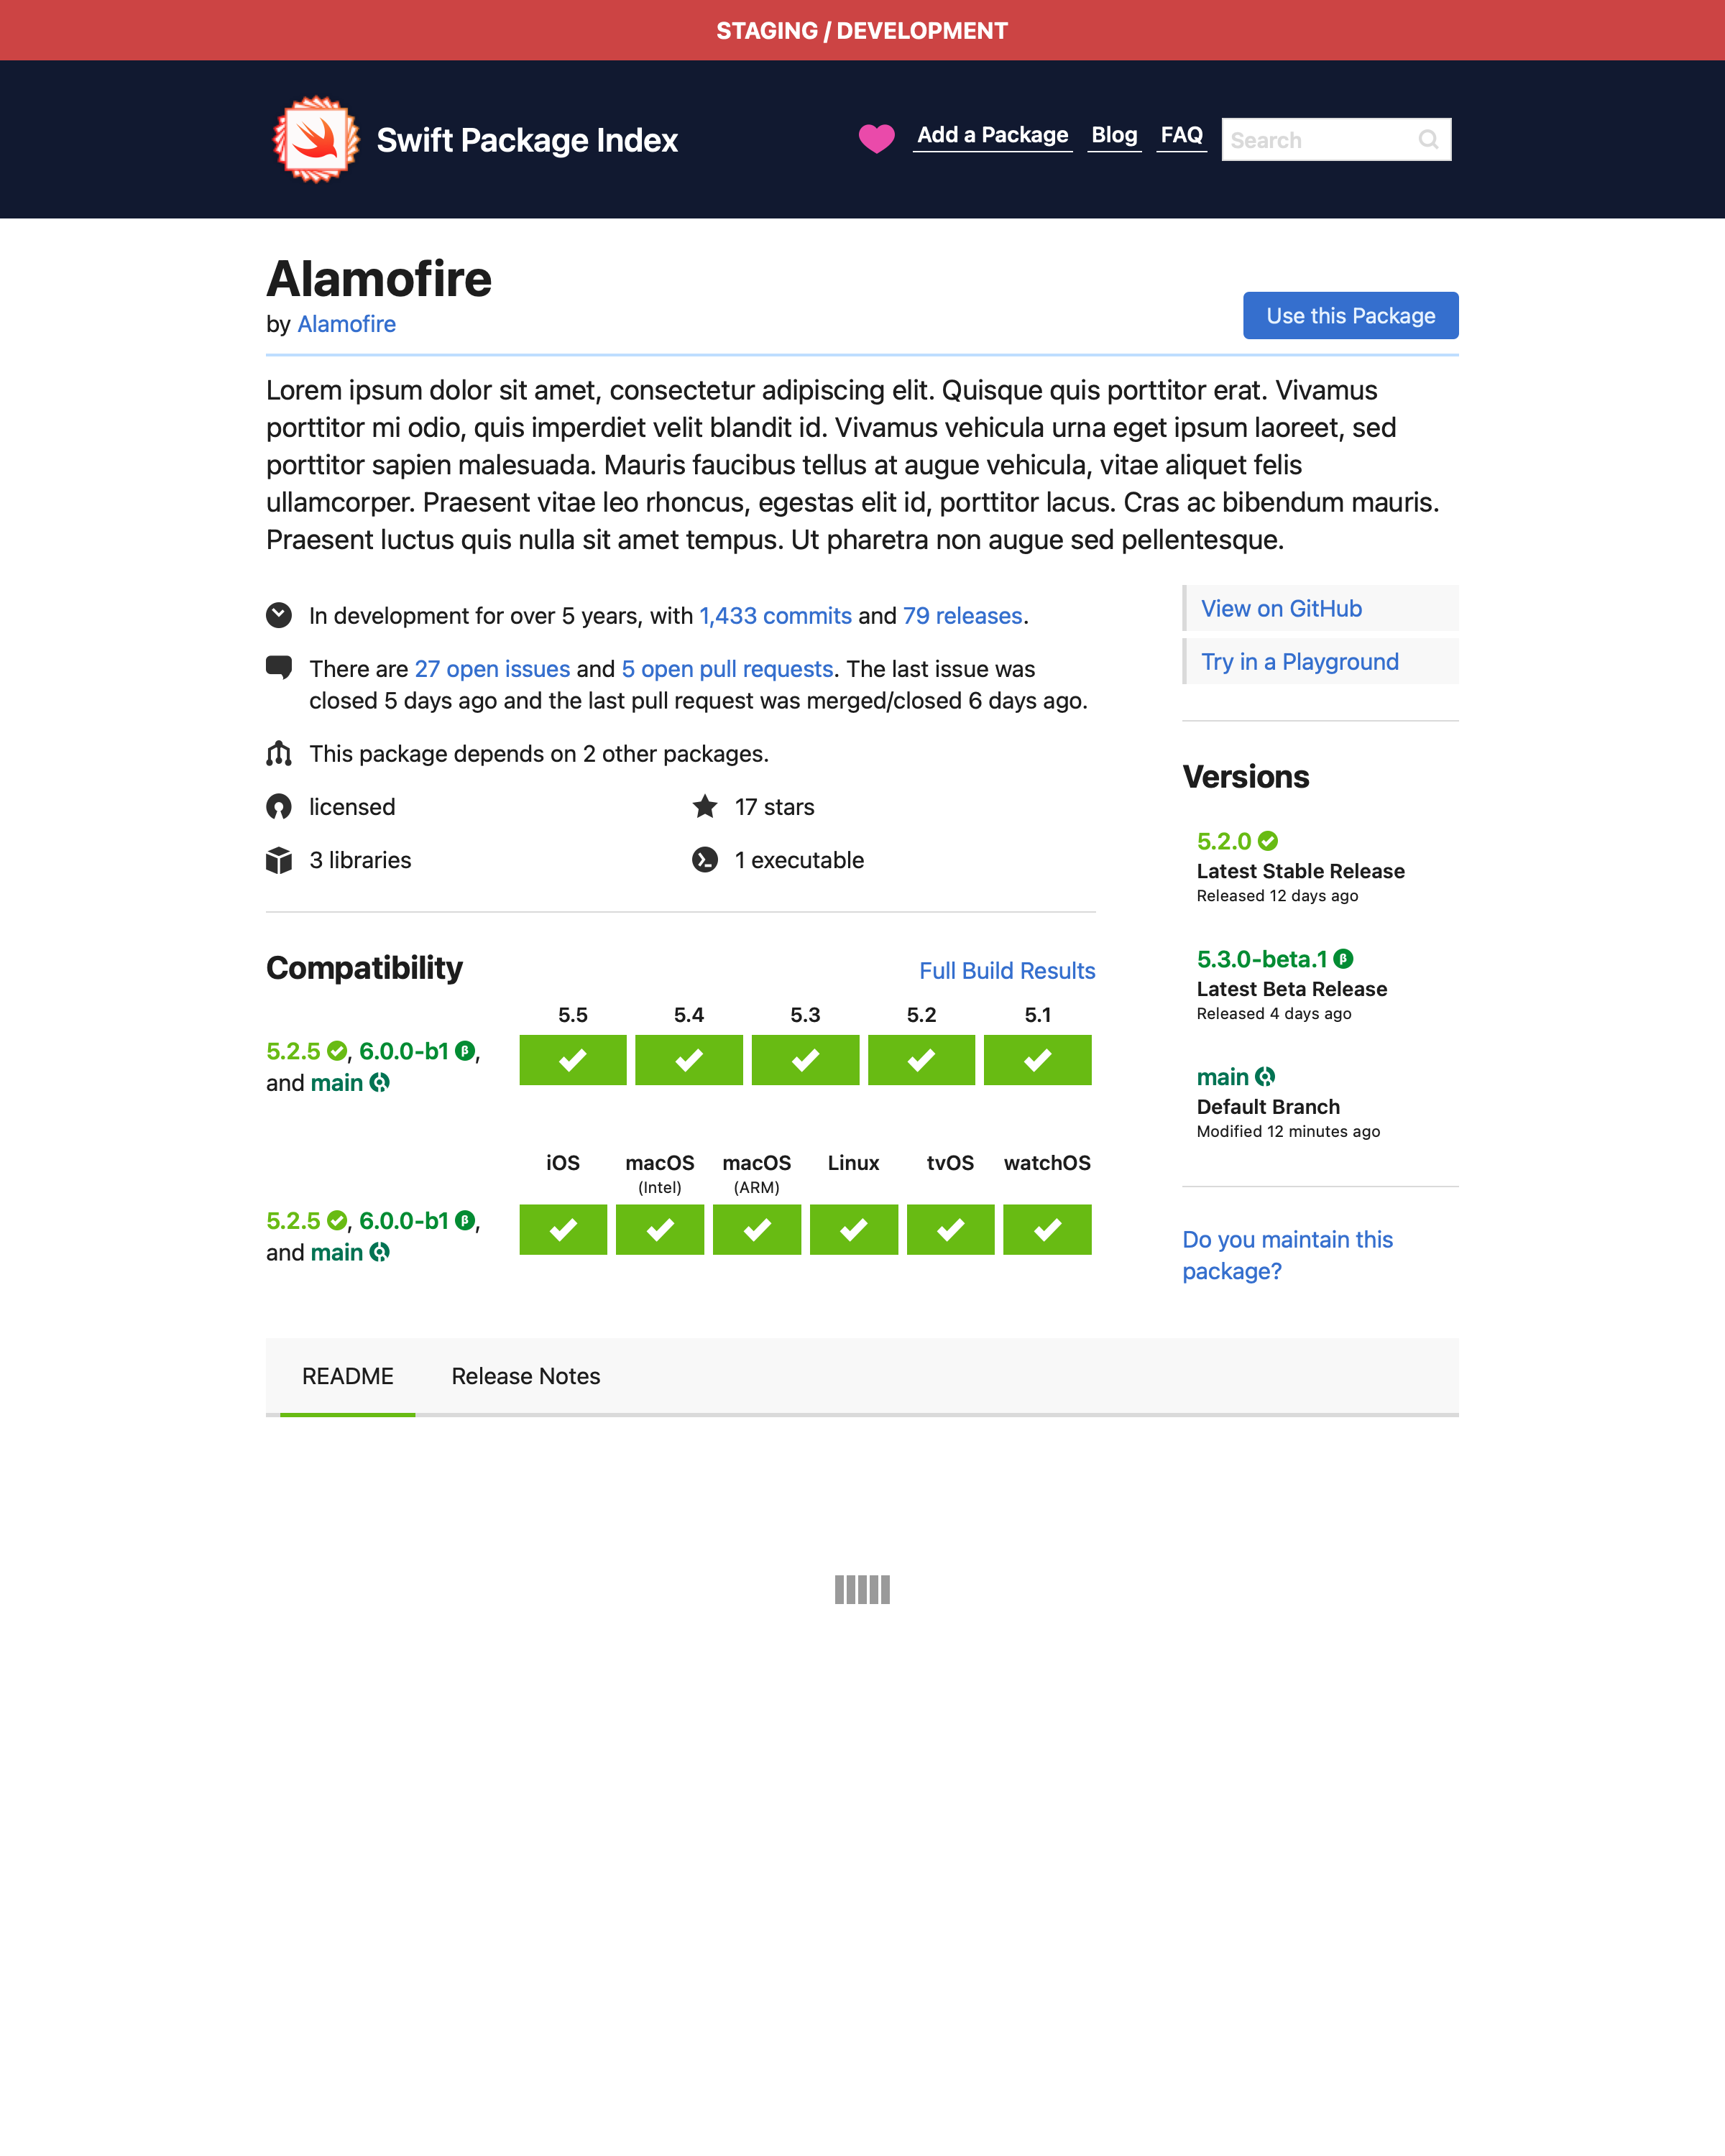 STAGING / DEVELOPMENT
Swift Package Index
Add a Package Blog FAQ Search
Alamofire
by Alamofire
Use this Package
Lorem ipsum dolor sit amet, consectetur adipiscing elit. Quisque quis porttitor erat. Vivamus
porttitor mi odio, quis imperdiet velit blandit id. Vivamus vehicula urna eget ipsum laoreet, sed
porttitor sapien malesuada. Mauris faucibus tellus at augue vehicula, vitae aliquet felis
ullamcorper. Praesent vitae leo rhoncus, egestas elit id, porttitor lacus. Cras ac bibendum mauris.
Praesent luctus quis nulla sit amet tempus. Ut pharetra non augue sed pellentesque.
In development for over 5 years, with 1,433 commits and 79 releases.
There are 27 open issues and 5 open pull requests. The last issue was
closed 5 days ago and the last pull request was merged/closed 6 days ago.
This package depends on 2 other packages.
licensed
17 stars
3 libraries
1 executable
Compatibility
Full Build Results
5.5 5.4 5.3 5.2 5.1
5.2.5, 6.0.0-b1 β,
and main
iOS macOS macOS Linux tvOS watchOS
(Intel) (ARM)
5.2.5, 6.0.0-b1 β,
and main
View on GitHub
Try in a Playground
Versions
5.2.0
Latest Stable Release
Released 12 days ago
5.3.0-beta.1 β
Latest Beta Release
Released 4 days ago
main
Default Branch
Modified 12 minutes ago
Do you maintain this
package?
README Release Notes